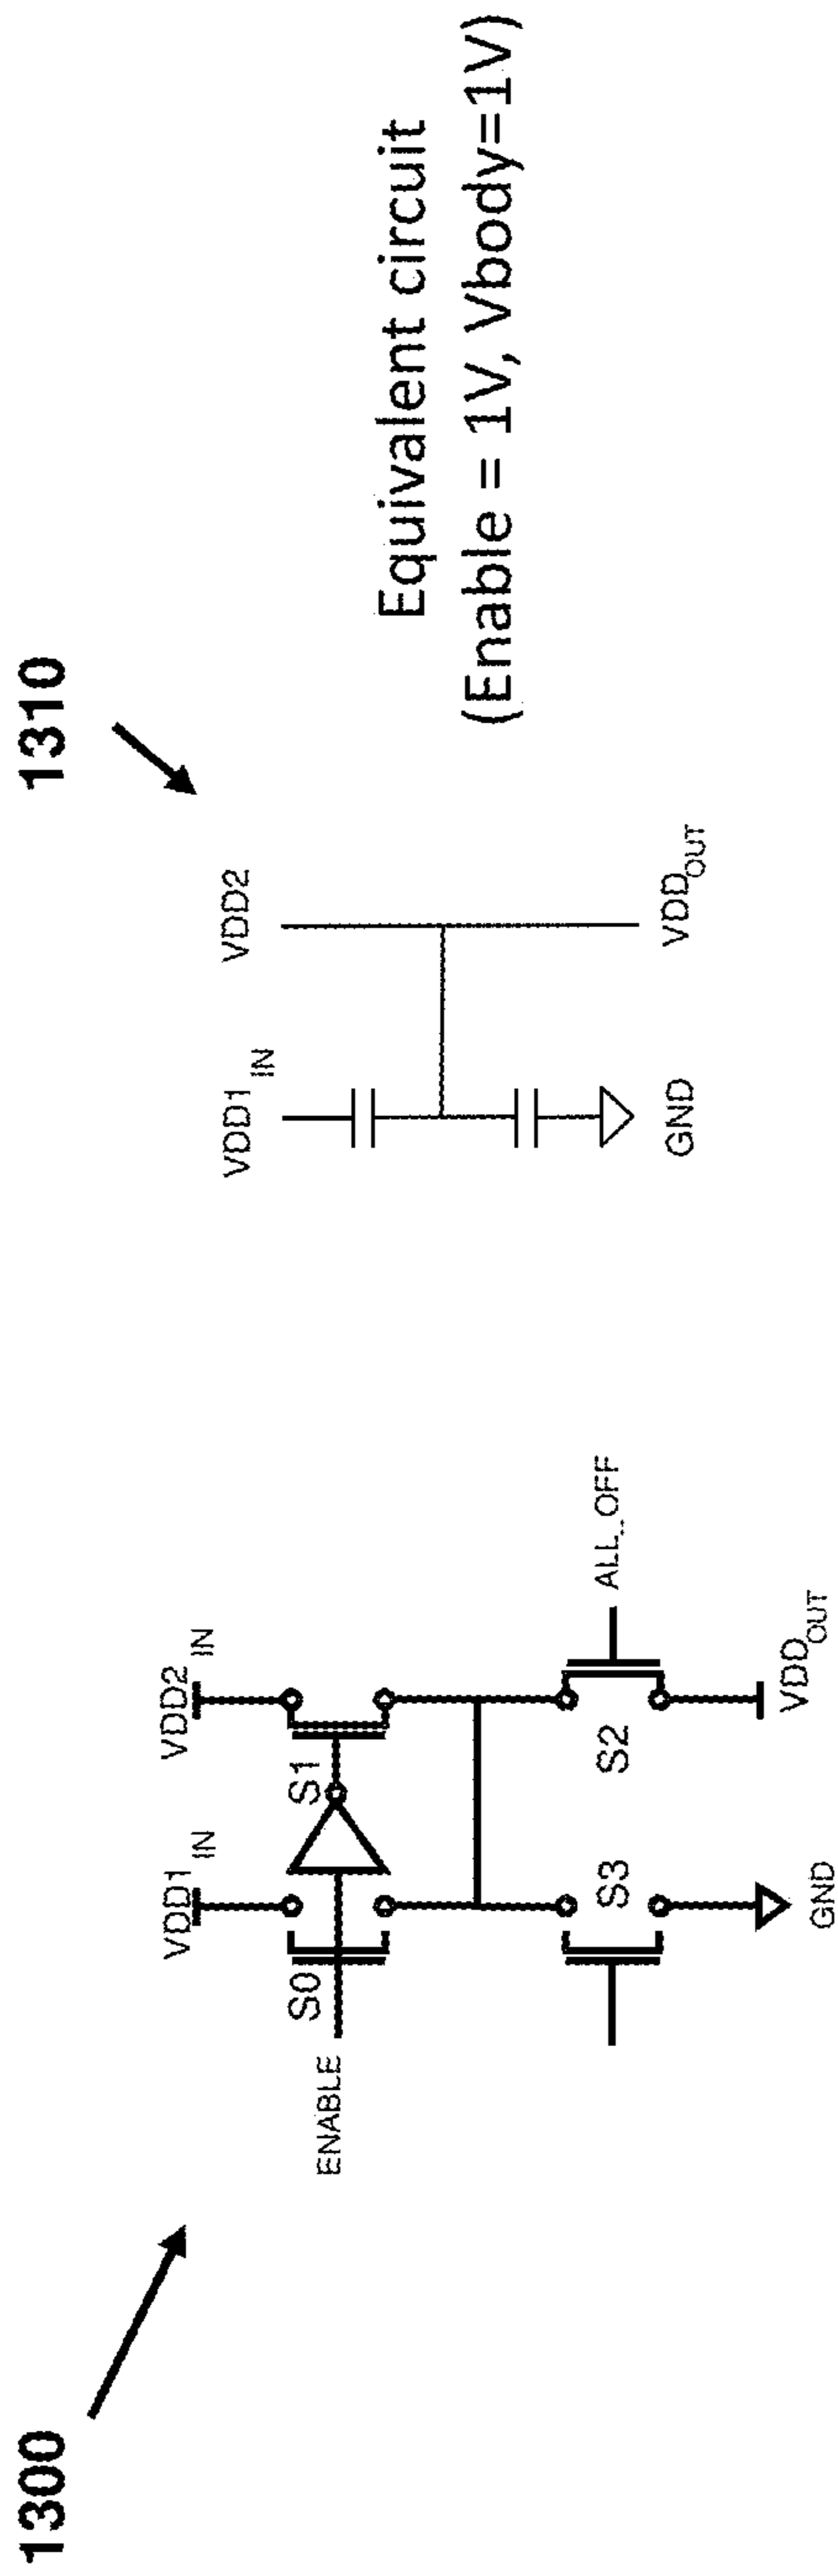 1300
VDD1 IN
VDD2 IN
S0
S1
ENABLE
S3
S2
ALL_OFF
GND
VDD OUT
1310
VDD1 IN
VDD2
GND
VDD OUT
Equivalent circuit
(Enable = 1V, Vbody=1V)